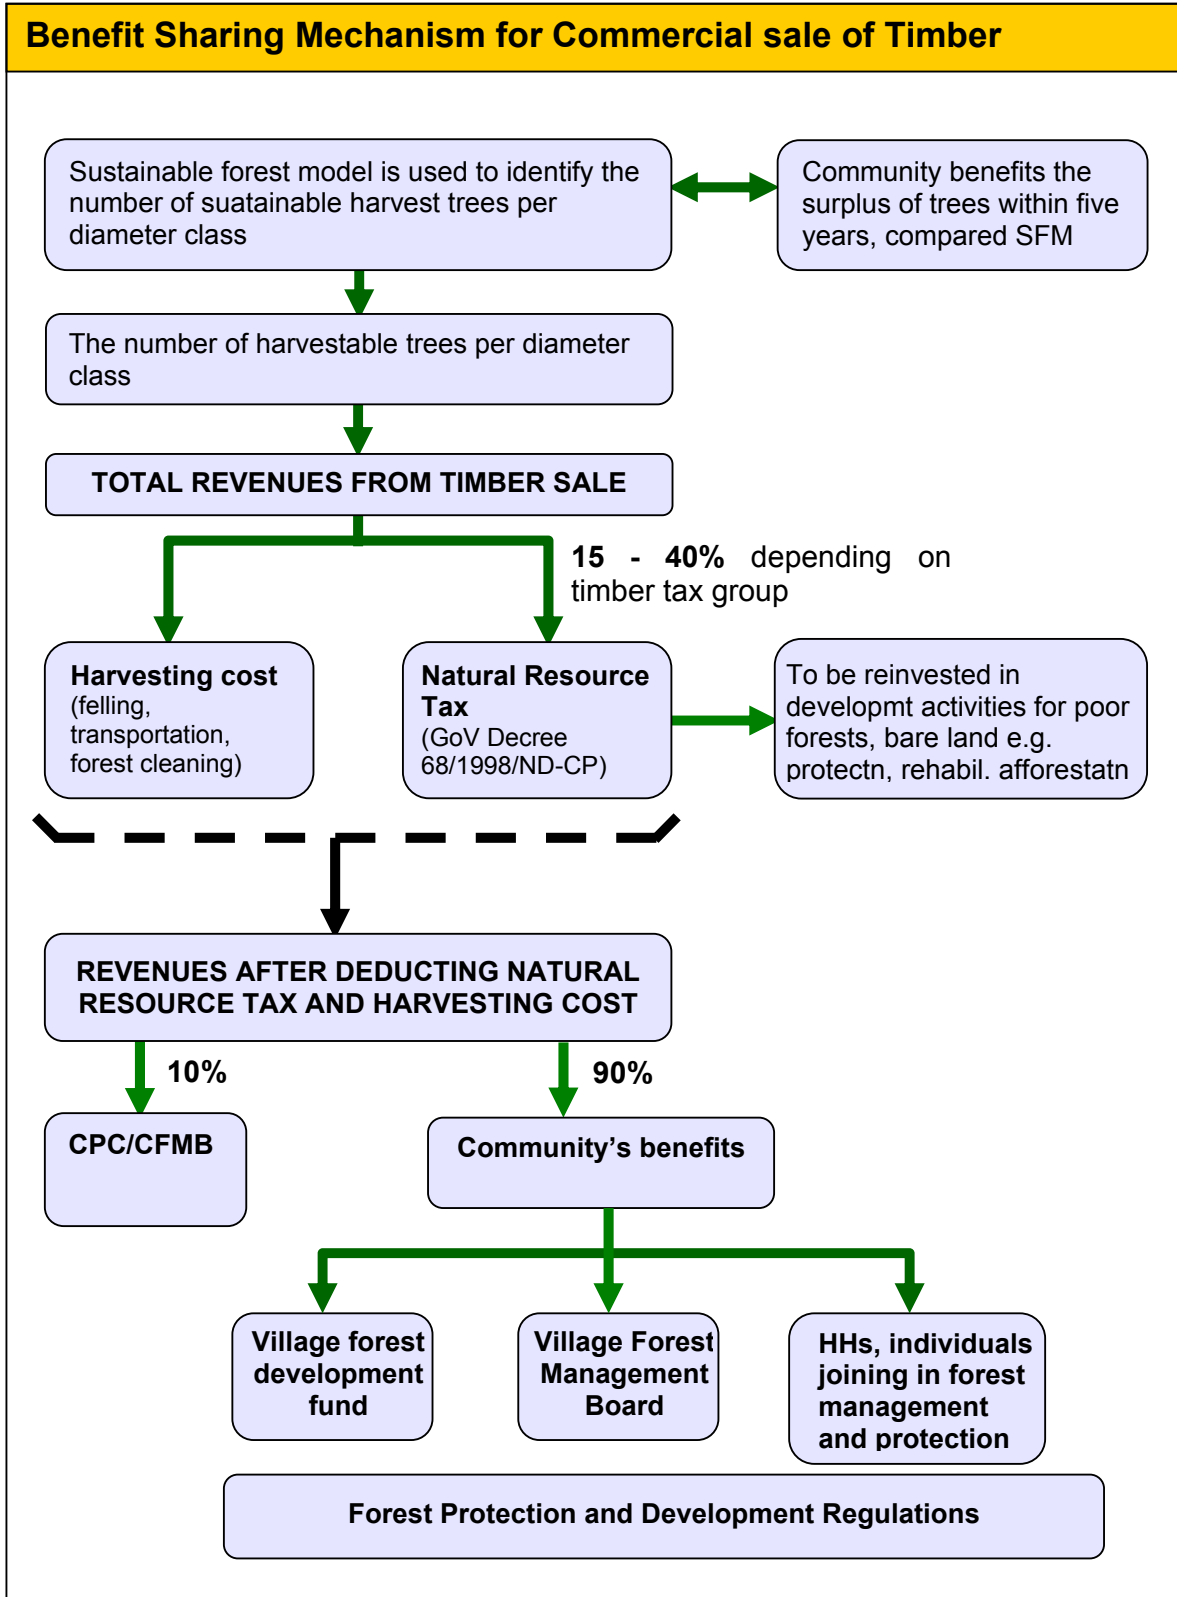 Benefit Sharing Mechanism for Commercial sale of Timber
Sustainable forest model is used to identify the
number of suatainable harvest trees per
diameter class
Community benefits the
surplus of trees within five
years, compared SFM
The number of harvestable trees per diameter
class
TOTAL REVENUES FROM TIMBER SALE
15 - 40% depending on
timber tax group
Harvesting cost
(felling,
transportation,
forest cleaning)
Natural Resource
Tax
(GoV Decree
68/1998/ND-CP)
To be reinvested in
developmt activities for poor
forests, bare land e.g.
protectn, rehabil. afforestatn
REVENUES AFTER DEDUCTING NATURAL
RESOURCE TAX AND HARVESTING COST
10%
90%
CPC/CFMB
Community’s benefits
Village forest
development
fund
Village Forest
Management
Board
HHs, individuals
joining in forest
management
and protection
Forest Protection and Development Regulations